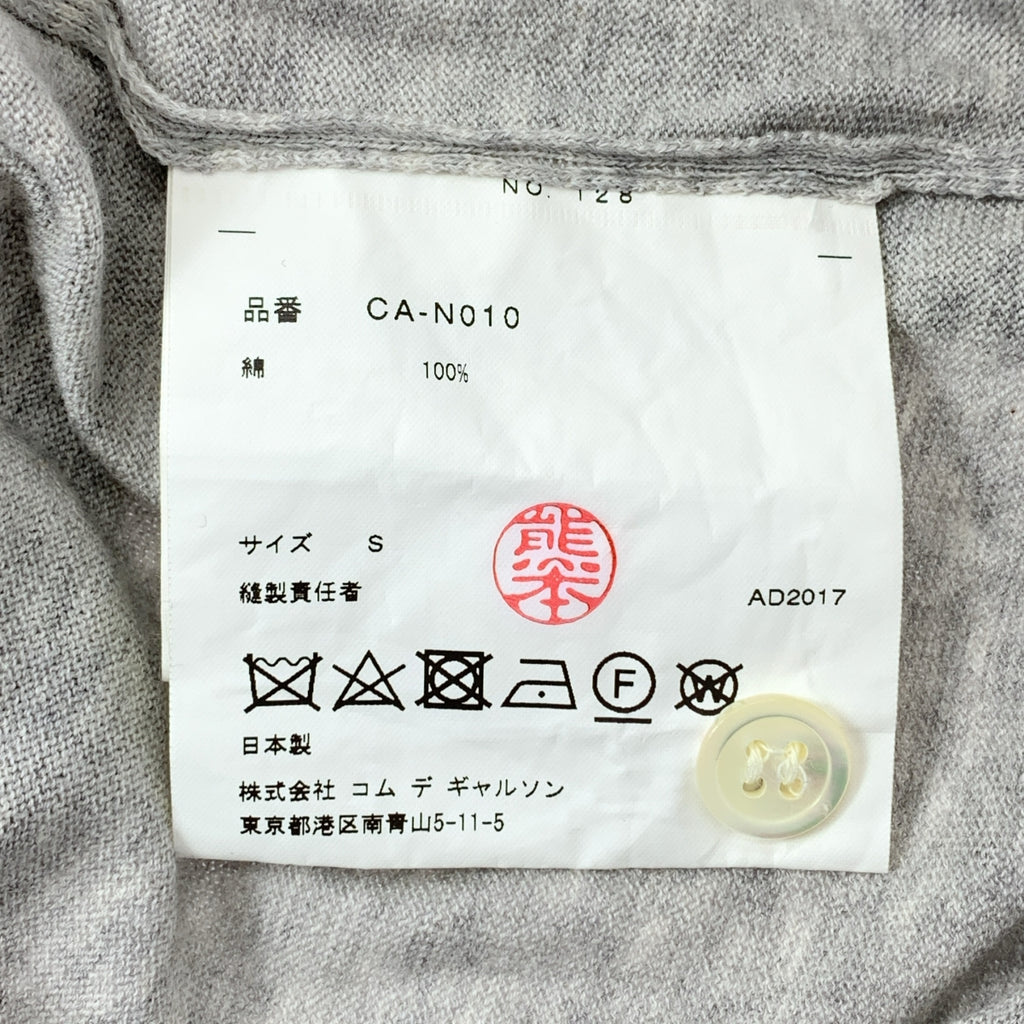 NO. 128
品番 CA-N010
綿 100%
サイズ S
熊本
縫製責任者 AD2017
F
W
日本製
株式会社 コム デ ギャルソン
東京都港区南青山5-11-5